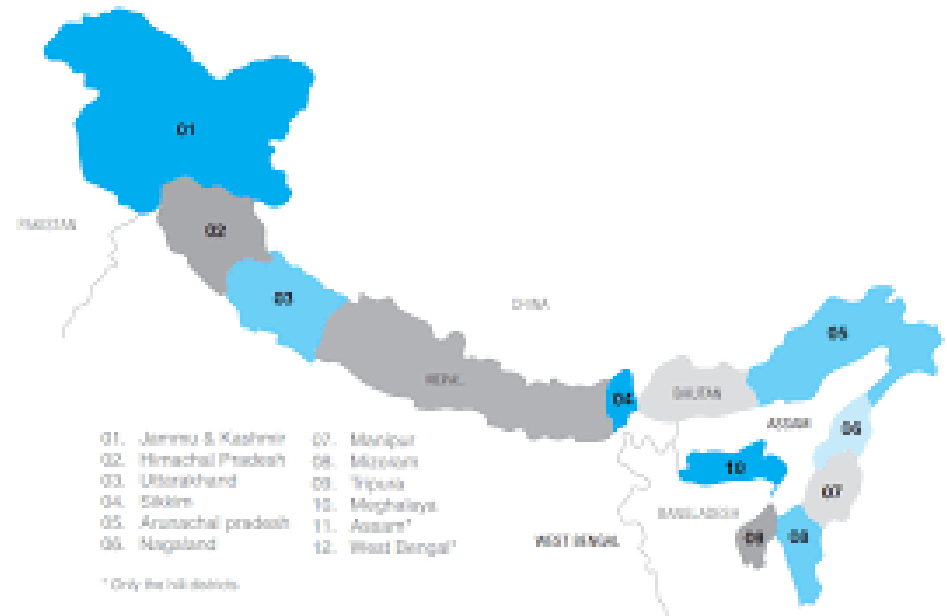 01
PAKISTAN
02
03
CHINA
05
NEPAL
04
BHUTAN
ASSAM
06
10
07
BANGLADESH
09
08
WEST BENGAL
01. Jammu & Kashmir
02. Himachal Pradesh
03. Uttarakhand
04. Sikkim
05. Arunachal pradesh
06. Nagaland
07. Manipur
08. Mizoram
09. Tripura
10. Meghalaya
11. Assam*
12. West Bengal*
* Only the hill districts